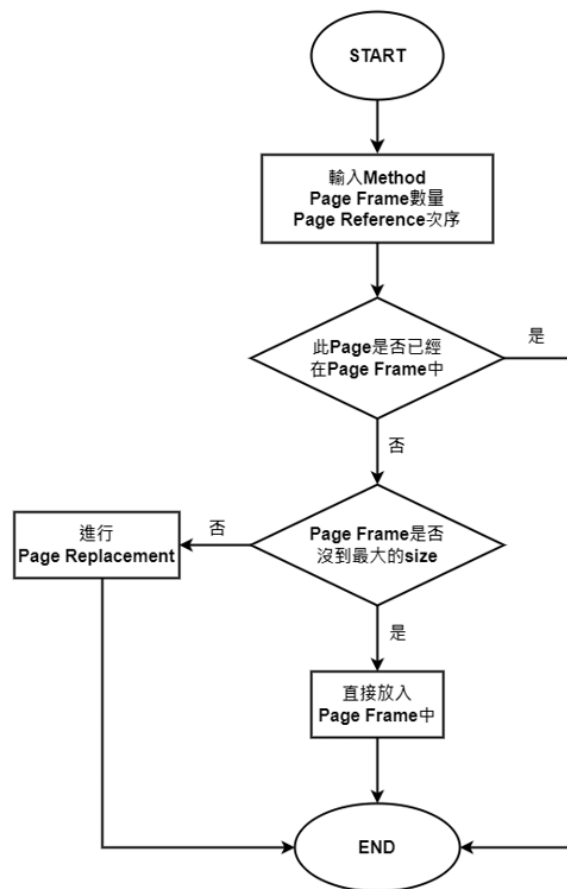 START
輸入Method
Page Frame數量
Page Reference次序
此Page是否已經
在Page Frame中
是
否
Page Frame是否
沒到最大的size
否
進行
Page Replacement
是
直接放入
Page Frame中
END